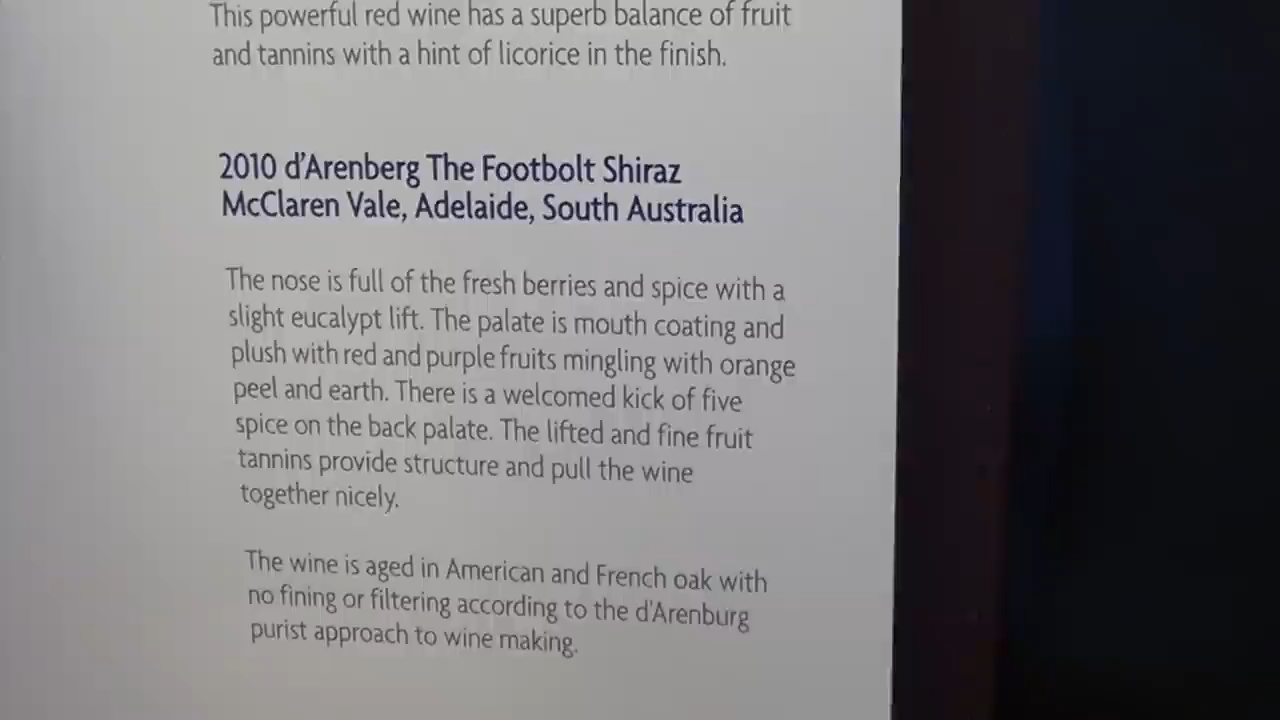 This powerful red wine has a superb balance of fruit
and tannins with a hint of licorice in the finish.
2010 d'Arenberg The Footbolt Shiraz
McClaren Vale, Adelaide, South Australia
The nose is full of the fresh berries and spice with a
slight eucalypt lift. The palate is mouth coating and
plush with red and purple fruits mingling with orange
peel and earth. There is a welcomed kick of five
spice on the back palate. The lifted and fine fruit
tannins provide structure and pull the wine
together nicely.
The wine is aged in American and French oak with
no fining or filtering according to the d'Arenburg
purist approach to wine making.